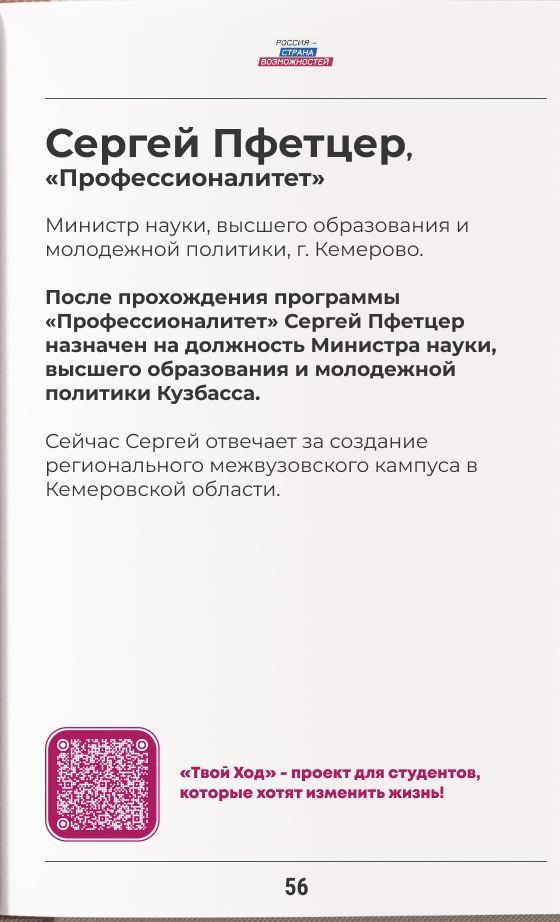 РОССИЯ –
СТРАНА
ВОЗМОЖНОСТЕЙ
Сергей Пфетцер,
«Профессионалитет»
Министр науки, высшего образования и
молодежной политики, г. Кемерово.
После прохождения программы
«Профессионалитет» Сергей Пфетцер
назначен на должность Министра науки,
высшего образования и молодежной
политики Кузбасса.
Сейчас Сергей отвечает за создание
регионального межвузовского кампуса в
Кемеровской области.
«Твой Ход» - проект для студентов,
которые хотят изменить жизнь!
56